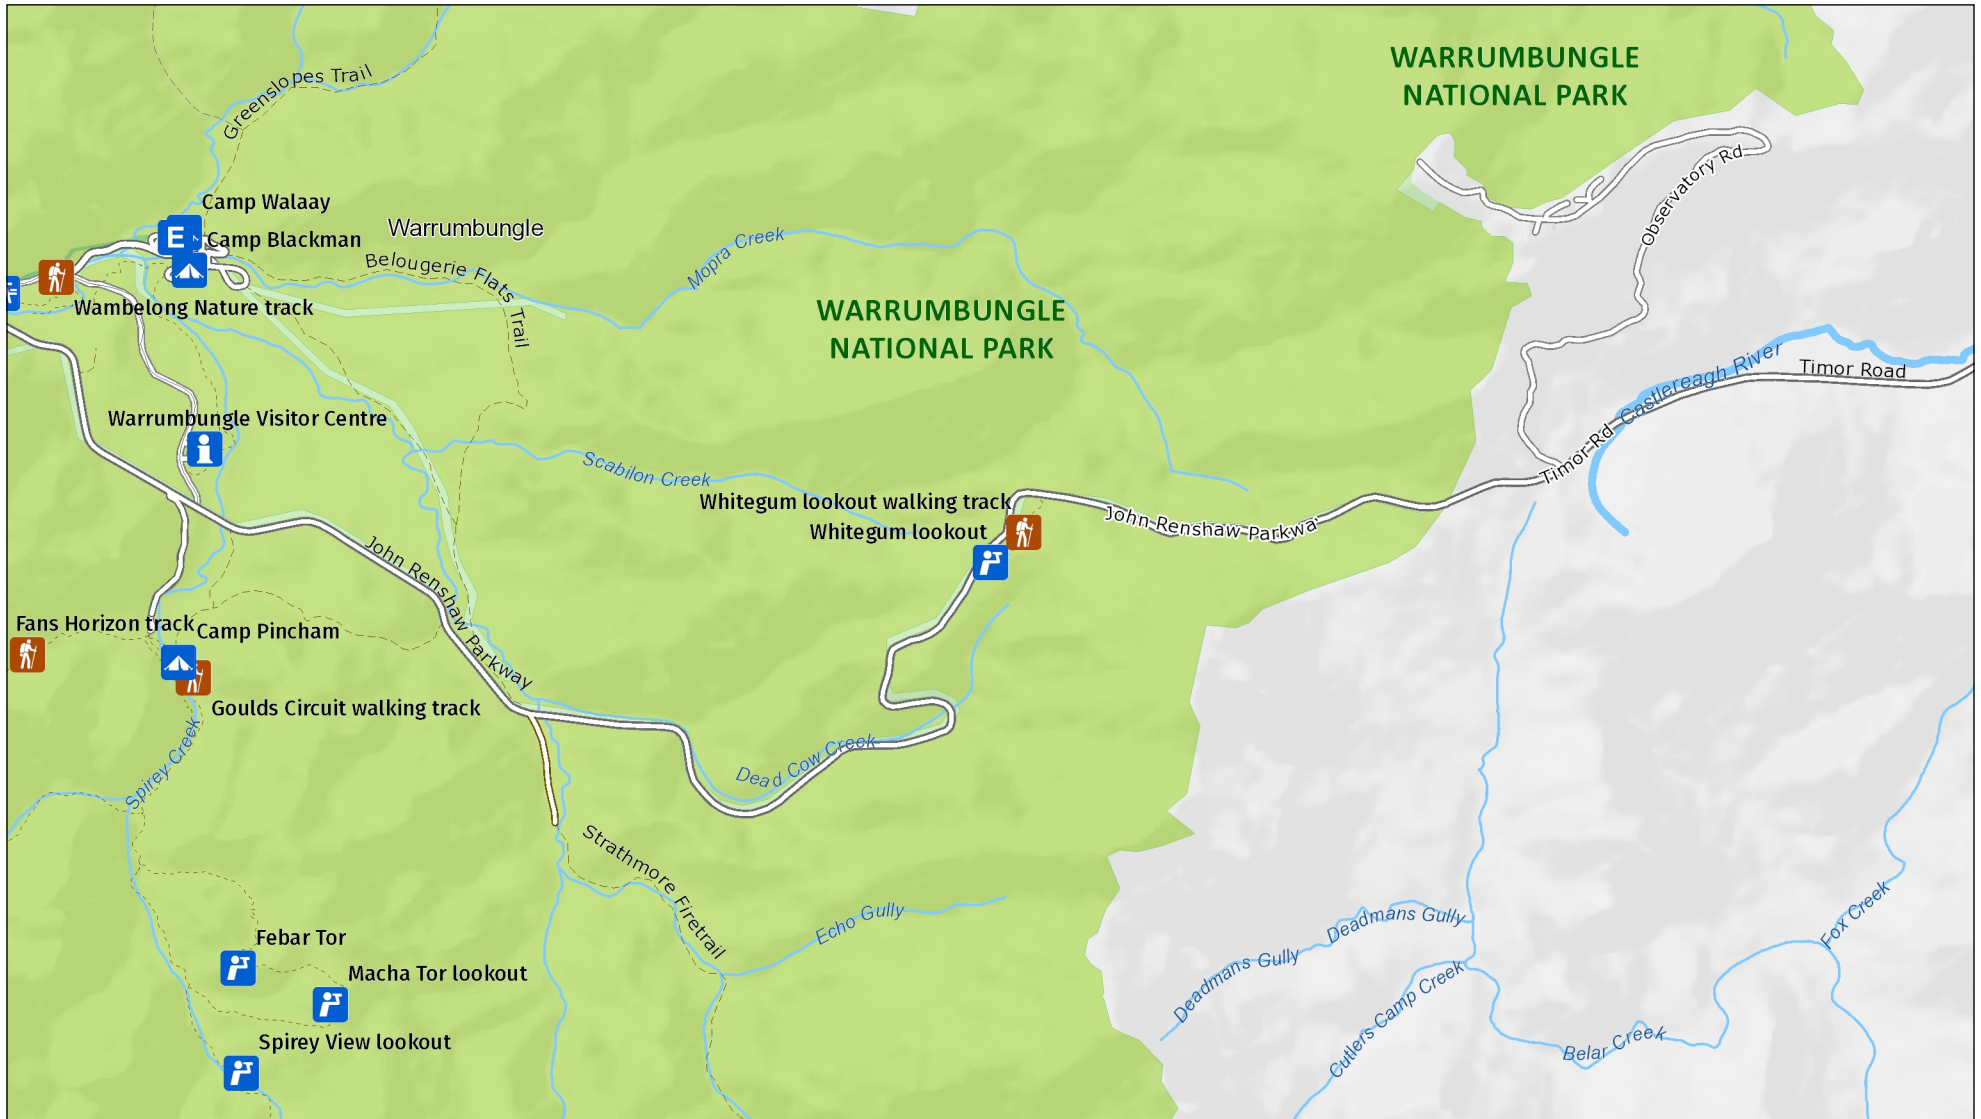 WARRUMBUNGLE
NATIONAL PARK
Greenslopes Trail
Observatory Rd
Camp Walaay
Warrumbungle
E
Camp Blackman
Mopra Creek
Belougerie Flats Trail
Wambelong Nature track
WARRUMBUNGLE
NATIONAL PARK
Castlereagh River
Timor Road
Warrumbungle Visitor Centre
Timor Rd
Scabilon Creek
Whitegum lookout walking track
John Renshaw Parkwa
Whitegum lookout
John Renshaw Parkway
Fans Horizon track
Camp Pincham
Goulds Circuit walking track
Spirey Creek
Dead Cow Creek
Strathmore Firetrail
Echo Gully
Deadmans Gully
Fox Creek
Febar Tor
Deadmans Gully
Macha Tor lookout
Cutlers Camp Creek
Spirey View lookout
Belar Creek